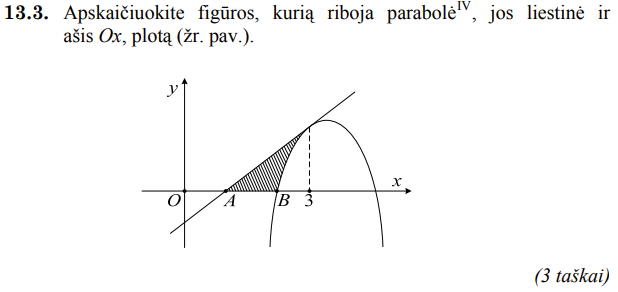 13.3. Apskaičiuokite figūros, kurią riboja parabolė^IV, jos liestinė ir
ašis Ox, plotą (žr. pav.).
y
x
O A B 3
(3 taškai)